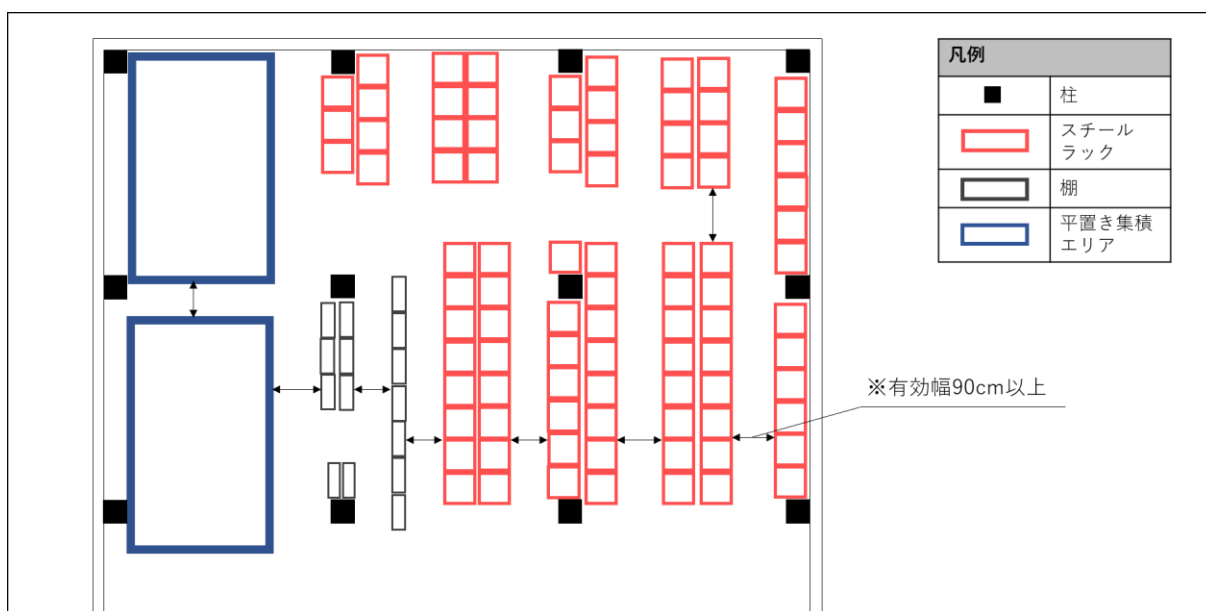 凡例
柱
スチール
ラック
棚
平置き集積
エリア
※有効幅90cm以上